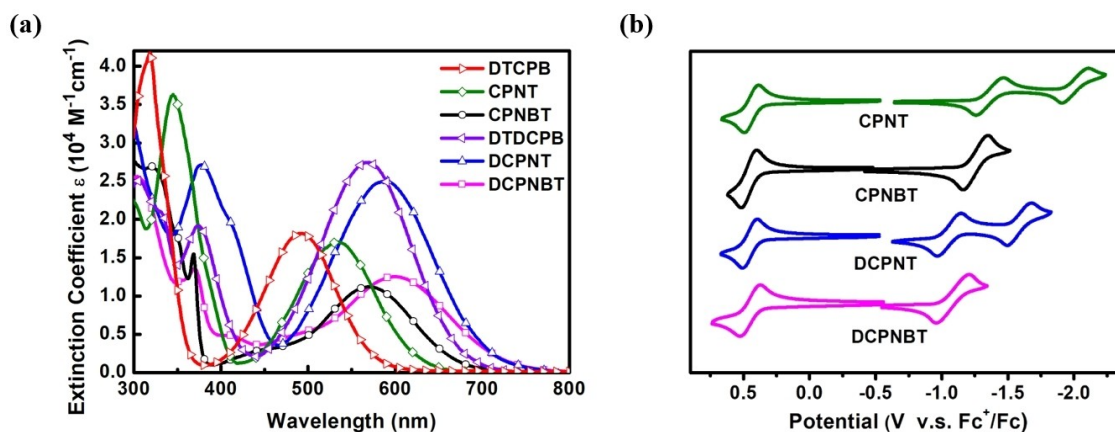 (a)
Extinction Coefficient ε (10⁴ M⁻¹cm⁻¹)
4.0
3.5
3.0
2.5
2.0
1.5
1.0
0.5
0.0
DTCPB
CPNT
CPNBT
DTDCPB
DCPNT
DCPNBT
300 400 500 600 700 800
Wavelength (nm)
(b)
CPNT
CPNBT
DCPNT
DCPNBT
0.5 0.0 -0.5 -1.0 -1.5 -2.0
Potential (V v.s. Fc⁺/Fc)